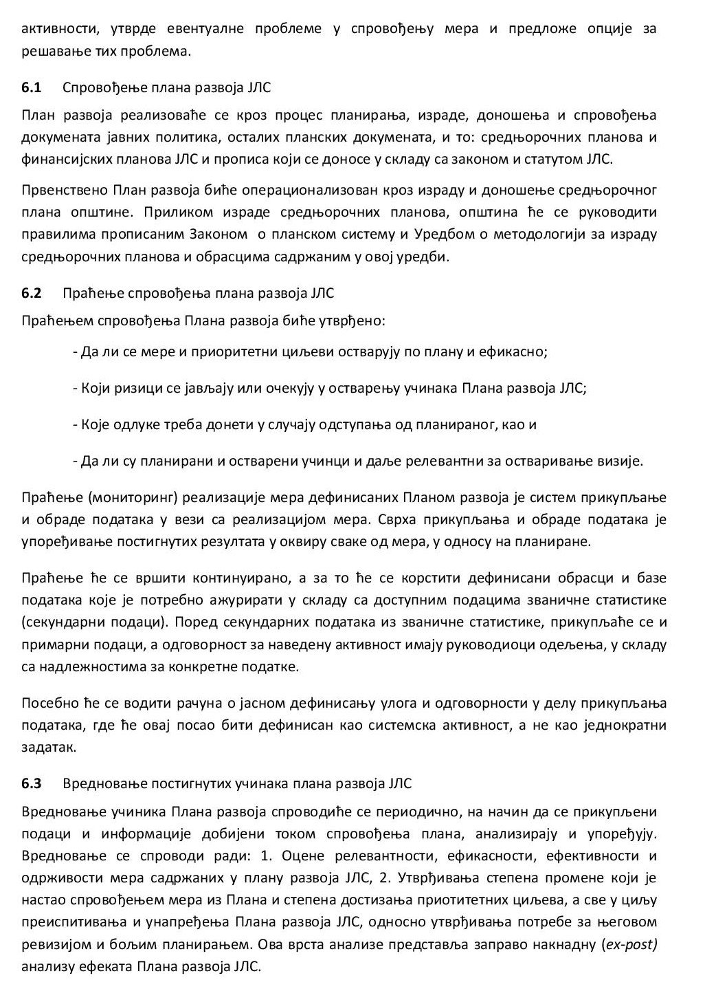 активности, утврде евентуалне проблеме у спровођењу мера и предложе опције за
решавање тих проблема.
6.1 Спровођење плана развоја ЈЛС
План развоја реализоваће се кроз процес планирања, израде, доношења и спровођења
докумената јавних политика, осталих планских докумената, и то: средњорочних планова и
финансијских планова ЈЛС и прописа који се доносе у складу са законом и статутом ЈЛС.
Првенствено План развоја биће операционализован кроз израду и доношење средњорочног
плана општине. Приликом израде средњорочних планова, општина ће се руководити
правилима прописаним Законом о планском систему и Уредбом о методологији за израду
средњорочних планова и обрасцима садржаним у овој уредби.
6.2 Праћење спровођења плана развоја ЈЛС
Праћењем спровођења Плана развоја биће утврђено:
- Да ли се мере и приоритетни циљеви остварују по плану и ефикасно;
- Који ризици се јављају или очекују у остварењу учинака Плана развоја ЈЛС;
- Које одлуке треба донети у случају одступања од планираног, као и
- Да ли су планирани и остварени учинци и даље релевантни за остваривање визије.
Праћење (мониторинг) реализације мера дефинисаних Планом развоја је систем прикупљање
и обраде података у вези са реализацијом мера. Сврха прикупљања и обраде података је
упоређивање постигнутих резултата у оквиру сваке од мера, у односу на планиране.
Праћење ће се вршити континуирано, а за то ће се корстити дефинисани обрасци и базе
података које је потребно ажурирати у складу са доступним подацима званичне статистике
(секундарни подаци). Поред секундарних података из званичне статистике, прикупљаће се и
примарни подаци, а одговорност за наведену активност имају руководиоци одељења, у складу
са надлежностима за конкретне податке.
Посебно ће се водити рачуна о јасном дефинисању улога и одговорности у делу прикупљања
података, где ће овај посао бити дефинисан као системска активност, а не као једнократни
задатак.
6.3 Вредновање постигнутих учинака плана развоја ЈЛС
Вредновање учиника Плана развоја спроводиће се периодично, на начин да се прикупљени
подаци и информације добијени током спровођења плана, анализирају и упоређују.
Вредновање се спроводи ради: 1. Оцене релевантности, ефикасности, ефективности и
одрживости мера садржаних у плану развоја ЈЛС, 2. Утврђивања степена промене који је
настао спровођењем мера из Плана и степена достизања приотитетних циљева, а све у циљу
преиспитивања и унапређења Плана развоја ЈЛС, односно утврђивања потребе за његовом
ревизијом и бољим планирањем. Ова врста анализе представља заправо накнадну (ex-post)
анализу ефеката Плана развоја ЈЛС.